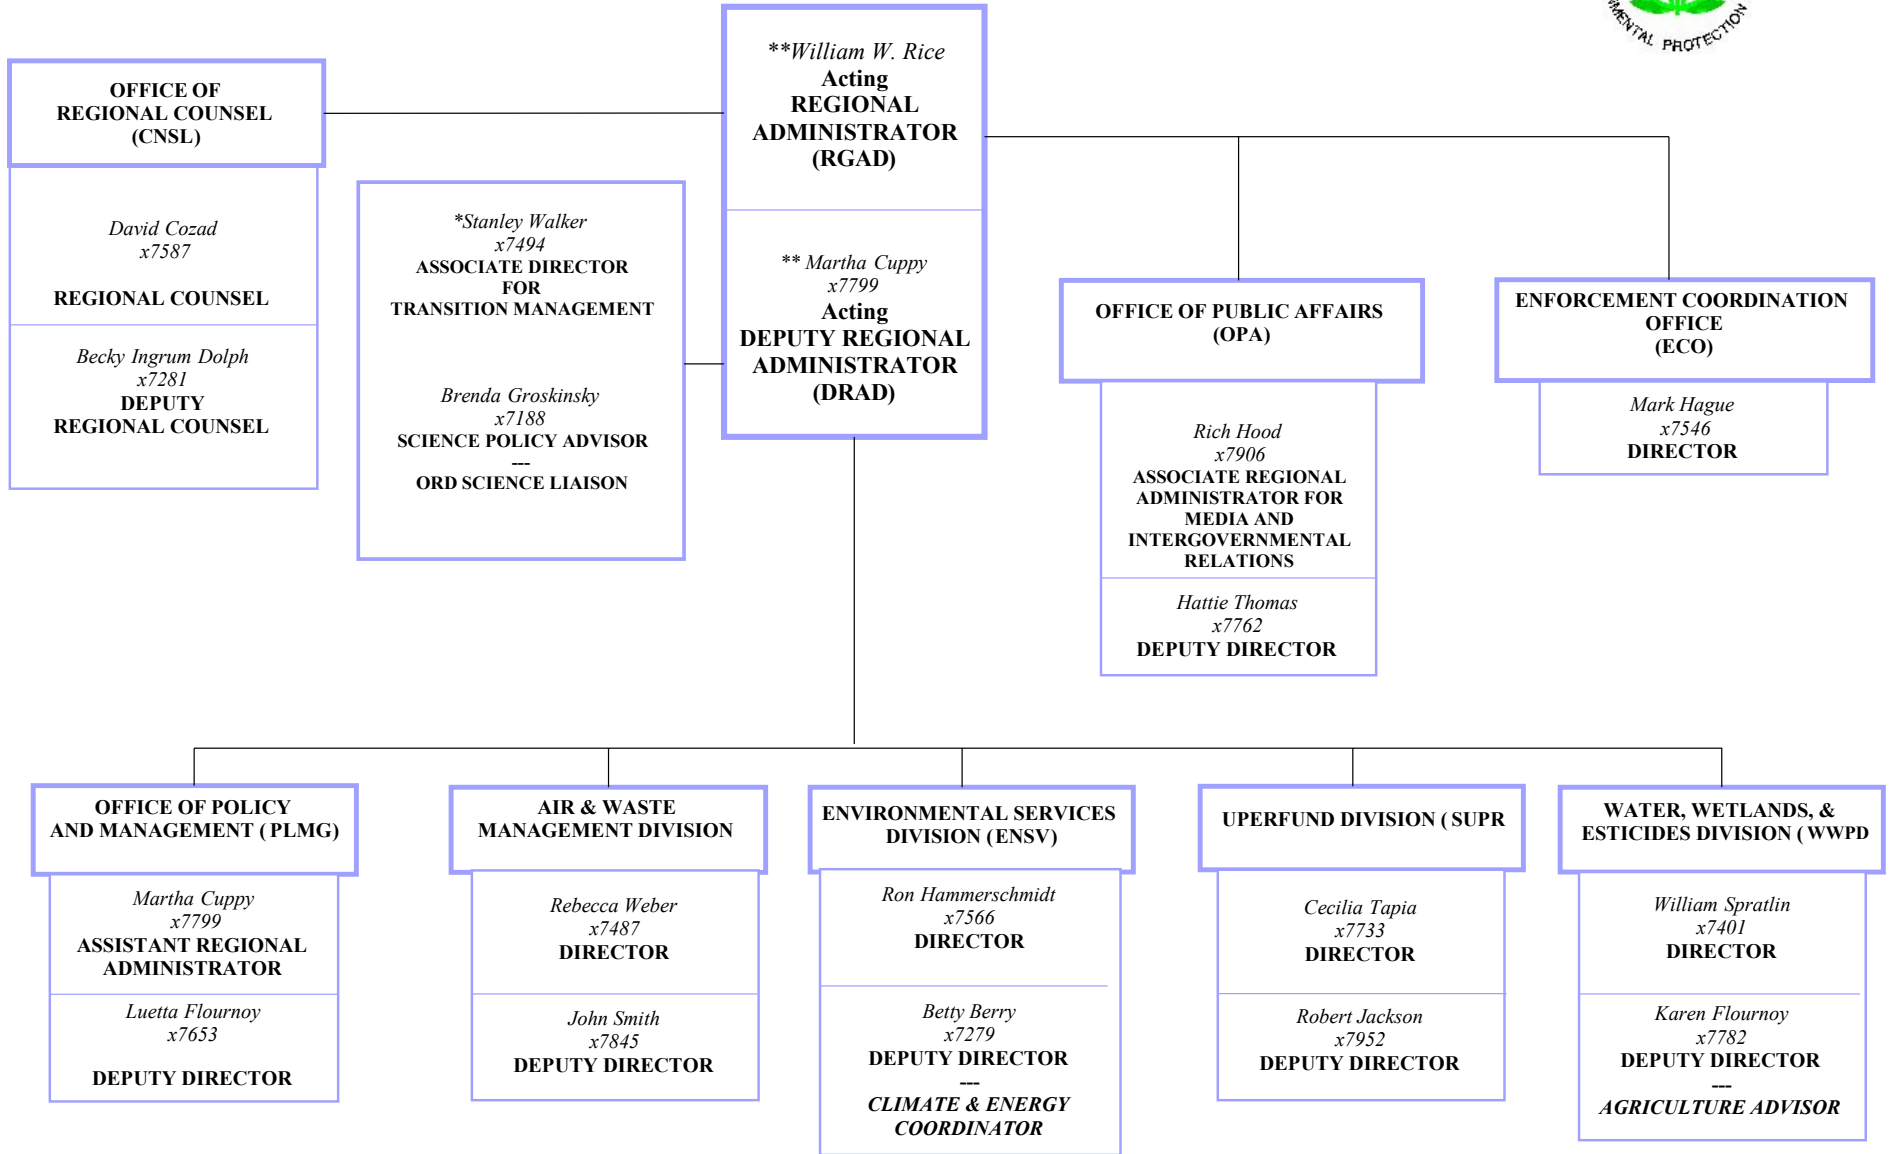 MENTAL PROTECTION
**William W. Rice
Acting
REGIONAL
ADMINISTRATOR
(RGAD)
** Martha Cuppy
x7799
Acting
DEPUTY REGIONAL
ADMINISTRATOR
(DRAD)
OFFICE OF
REGIONAL COUNSEL
(CNSL)
David Cozad
x7587
REGIONAL COUNSEL
Becky Ingrum Dolph
x7281
DEPUTY
REGIONAL COUNSEL
*Stanley Walker
x7494
ASSOCIATE DIRECTOR
FOR
TRANSITION MANAGEMENT
Brenda Groskinsky
x7188
SCIENCE POLICY ADVISOR
---
ORD SCIENCE LIAISON
OFFICE OF PUBLIC AFFAIRS
(OPA)
Rich Hood
x7906
ASSOCIATE REGIONAL
ADMINISTRATOR FOR
MEDIA AND
INTERGOVERNMENTAL
RELATIONS
Hattie Thomas
x7762
DEPUTY DIRECTOR
ENFORCEMENT COORDINATION
OFFICE
(ECO)
Mark Hague
x7546
DIRECTOR
OFFICE OF POLICY
AND MANAGEMENT ( PLMG)
Martha Cuppy
x7799
ASSISTANT REGIONAL
ADMINISTRATOR
Luetta Flournoy
x7653
DEPUTY DIRECTOR
AIR & WASTE
MANAGEMENT DIVISION
Rebecca Weber
x7487
DIRECTOR
John Smith
x7845
DEPUTY DIRECTOR
ENVIRONMENTAL SERVICES
DIVISION (ENSV)
Ron Hammerschmidt
x7566
DIRECTOR
Betty Berry
x7279
DEPUTY DIRECTOR
---
CLIMATE & ENERGY
COORDINATOR
UPERFUND DIVISION ( SUPR
Cecilia Tapia
x7733
DIRECTOR
Robert Jackson
x7952
DEPUTY DIRECTOR
WATER, WETLANDS, &
ESTICIDES DIVISION ( WWPD
William Spratlin
x7401
DIRECTOR
Karen Flournoy
x7782
DEPUTY DIRECTOR
---
AGRICULTURE ADVISOR